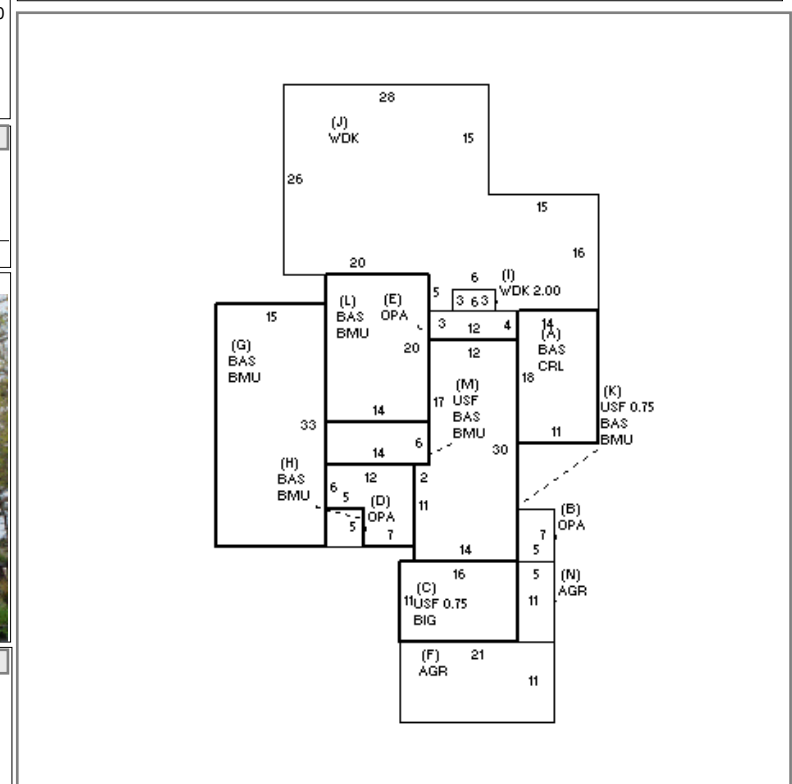 28
(J)
WDK
15
26
15
16
20
6
(I)
WDK 2.00
5
3 6 3
15
(L)
BAS
BMU
(E)
OPA
3
12
4
14
(A)
BAS
CRL
(G)
BAS
BMU
20
12
18
(M)
USF
BAS
BMU
(K)
USF 0.75
BAS
BMU
17
14
11
33
6
14
30
(H)
BAS
BMU
12
2
6
5
(D)
OPA
11
(B)
OPA
5
7
7
14
5
16
5
(N)
AGR
(C)
USF 0.75
BIG
11
11
(F)
AGR
21
11